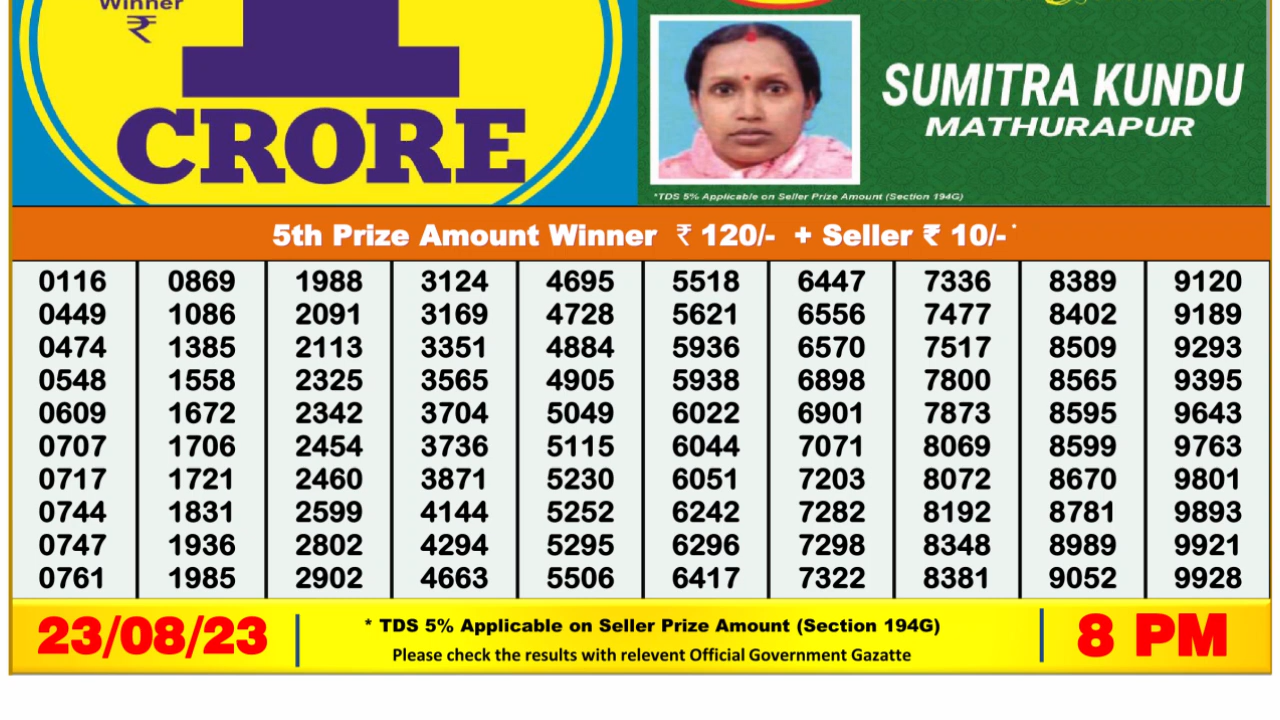 Winner
₹
1
CRORE
SUMITRA KUNDU
MATHURAPUR
*TDS 5% Applicable on Seller Prize Amount (Section 194G)
5th Prize Amount Winner ₹ 120/- + Seller ₹ 10/-*
0116 0869 1988 3124 4695 5518 6447 7336 8389 9120
0449 1086 2091 3169 4728 5621 6556 7477 8402 9189
0474 1385 2113 3351 4884 5936 6570 7517 8509 9293
0548 1558 2325 3565 4905 5938 6898 7800 8565 9395
0609 1672 2342 3704 5049 6022 6901 7873 8595 9643
0707 1706 2454 3736 5115 6044 7071 8069 8599 9763
0717 1721 2460 3871 5230 6051 7203 8072 8670 9801
0744 1831 2599 4144 5252 6242 7282 8192 8781 9893
0747 1936 2802 4294 5295 6296 7298 8348 8989 9921
0761 1985 2902 4663 5506 6417 7322 8381 9052 9928
23/08/23
* TDS 5% Applicable on Seller Prize Amount (Section 194G)
Please check the results with relevent Official Government Gazatte
8 PM